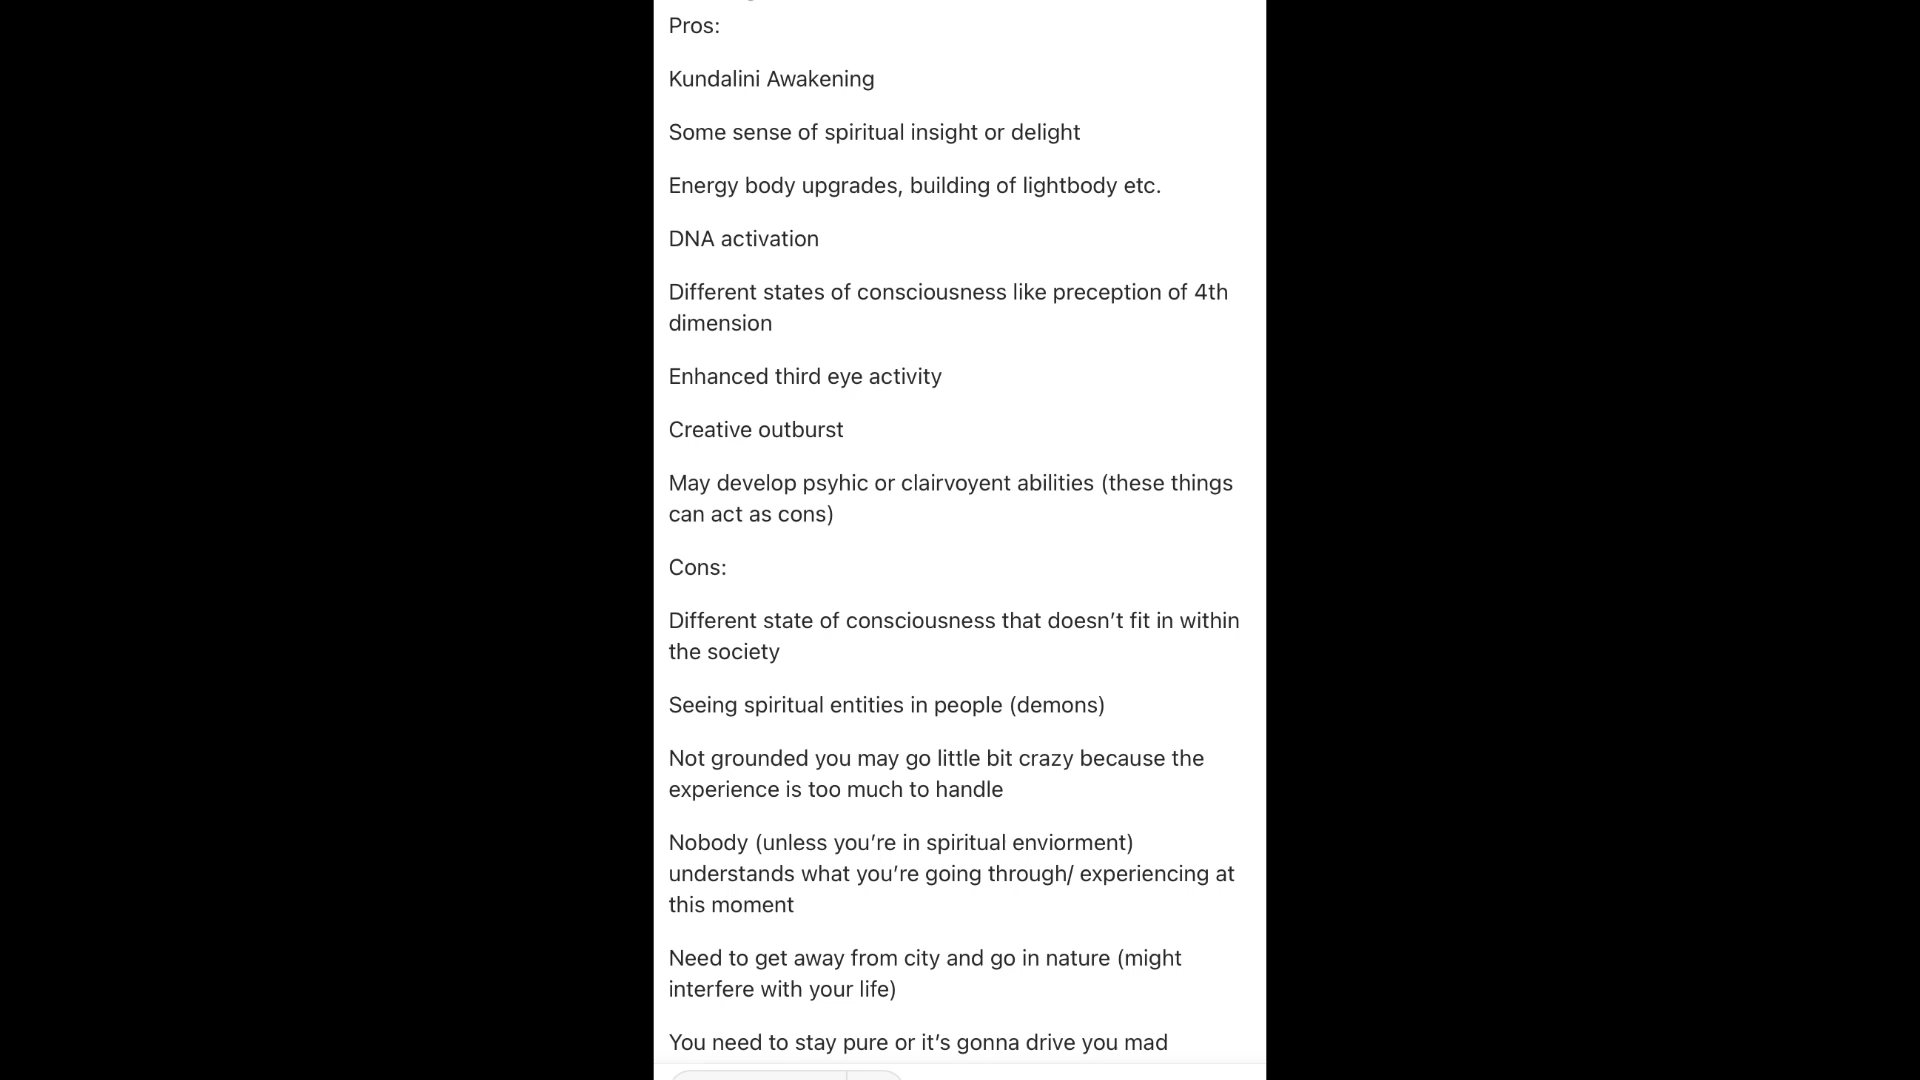 Pros:
Kundalini Awakening
Some sense of spiritual insight or delight
Energy body upgrades, building of lightbody etc.
DNA activation
Different states of consciousness like preception of 4th
dimension
Enhanced third eye activity
Creative outburst
May develop psyhic or clairvoyent abilities (these things
can act as cons)
Cons:
Different state of consciousness that doesn’t fit in within
the society
Seeing spiritual entities in people (demons)
Not grounded you may go little bit crazy because the
experience is too much to handle
Nobody (unless you’re in spiritual enviorment)
understands what you’re going through/ experiencing at
this moment
Need to get away from city and go in nature (might
interfere with your life)
You need to stay pure or it’s gonna drive you mad